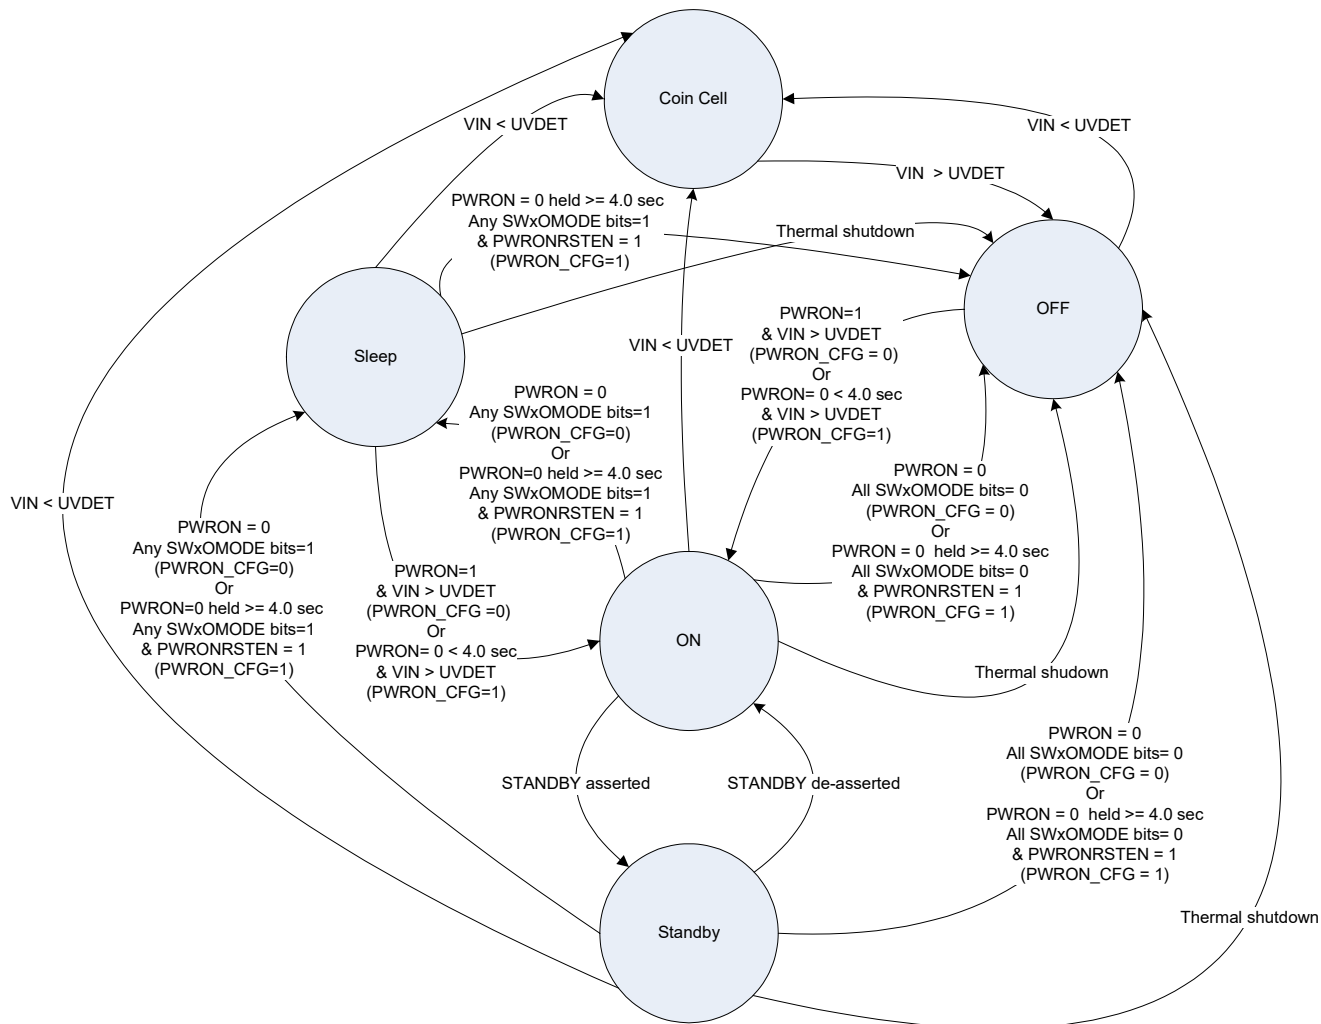 Coin Cell
VIN < UVDET
VIN < UVDET
VIN  > UVDET
PWRON = 0 held >= 4.0 sec
Any SWxOMODE bits=1
& PWRONRSTEN = 1
(PWRON_CFG=1)
Thermal shutdown
OFF
Sleep
PWRON=1
& VIN > UVDET
(PWRON_CFG = 0)
Or
PWRON= 0 < 4.0 sec
& VIN > UVDET
(PWRON_CFG=1)
VIN < UVDET
PWRON = 0
Any SWxOMODE bits=1
(PWRON_CFG=0)
Or
PWRON=0 held >= 4.0 sec
Any SWxOMODE bits=1
& PWRONRSTEN = 1
(PWRON_CFG=1)
PWRON = 0
All SWxOMODE bits= 0
(PWRON_CFG = 0)
Or
PWRON = 0  held >= 4.0 sec
All SWxOMODE bits= 0
& PWRONRSTEN = 1
(PWRON_CFG = 1)
VIN < UVDET
PWRON = 0
Any SWxOMODE bits=1
(PWRON_CFG=0)
Or
PWRON=0 held >= 4.0 sec
Any SWxOMODE bits=1
& PWRONRSTEN = 1
(PWRON_CFG=1)
PWRON=1
& VIN > UVDET
(PWRON_CFG =0)
Or
PWRON= 0 < 4.0 sec
& VIN > UVDET
(PWRON_CFG=1)
ON
Thermal shudown
STANDBY asserted
STANDBY de-asserted
PWRON = 0
All SWxOMODE bits= 0
(PWRON_CFG = 0)
Or
PWRON = 0  held >= 4.0 sec
All SWxOMODE bits= 0
& PWRONRSTEN = 1
(PWRON_CFG = 1)
Standby
Thermal shutdown